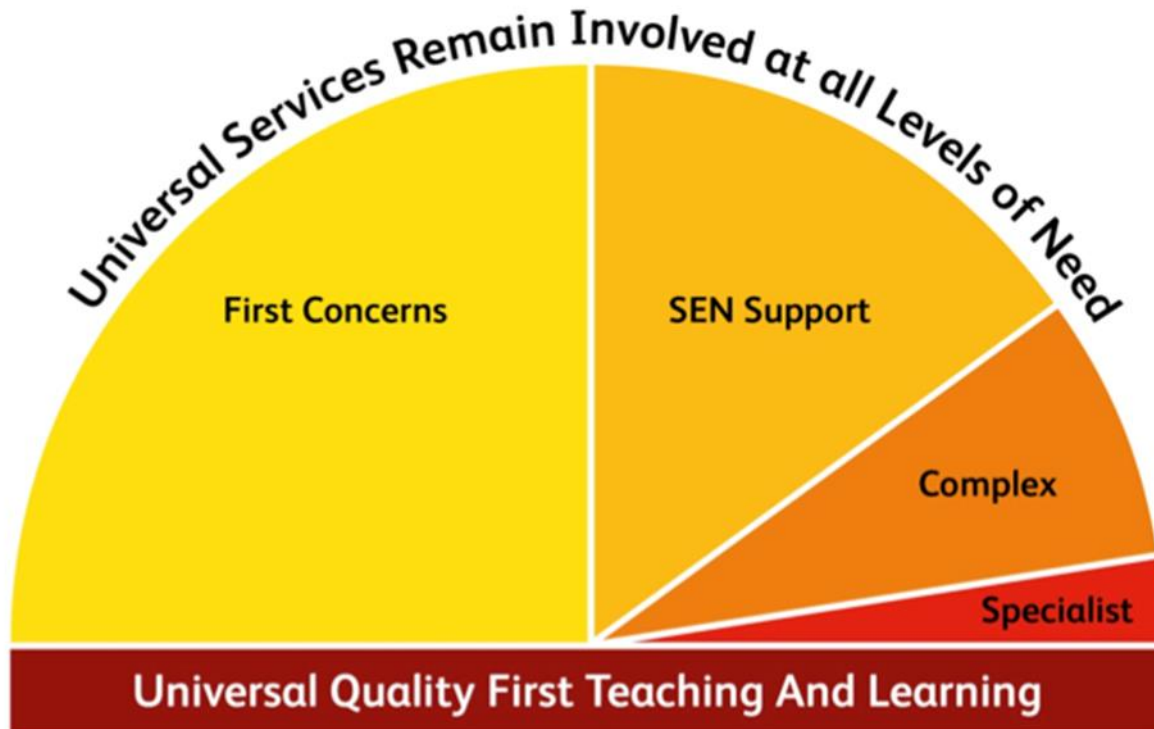 Universal Services Remain Involved at all Levels of Need
First Concerns
SEN Support
Complex
Specialist
Universal Quality First Teaching And Learning